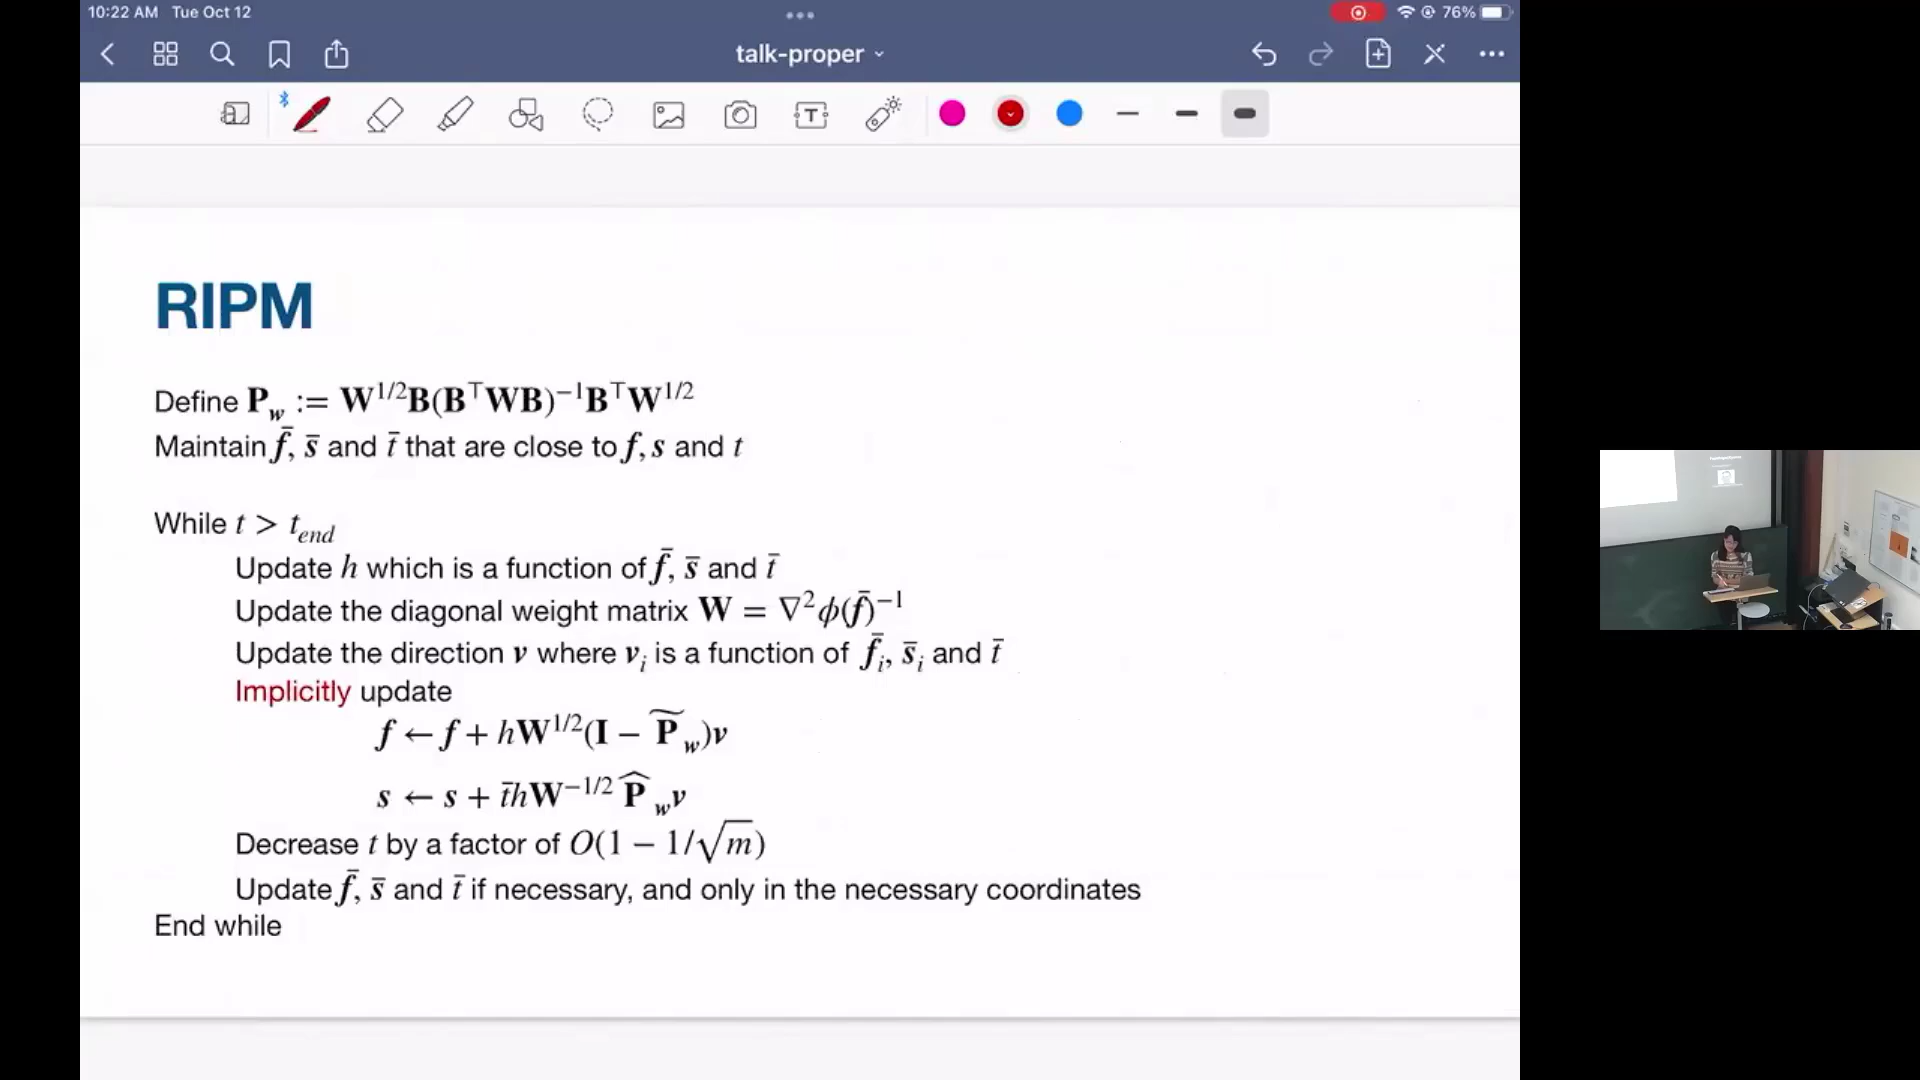 10:22 AM Tue Oct 12
76%
talk-proper
RIPM
Define P_w := W^{1/2}B(B^⊤WB)^{-1}B^⊤W^{1/2}
Maintain f̄, s̄ and t̄ that are close to f, s and t
While t > t_{end}
Update h which is a function of f̄, s̄ and t̄
Update the diagonal weight matrix W = ∇²ϕ(f̄)^{-1}
Update the direction v where v_i is a function of f̄_i, s̄_i and t̄
Implicitly update
f ← f + hW^{1/2}(I − P̃_w)v
s ← s + t̄hW^{-1/2} P̂_w v
Decrease t by a factor of O(1 − 1/√m)
Update f̄, s̄ and t̄ if necessary, and only in the necessary coordinates
End while